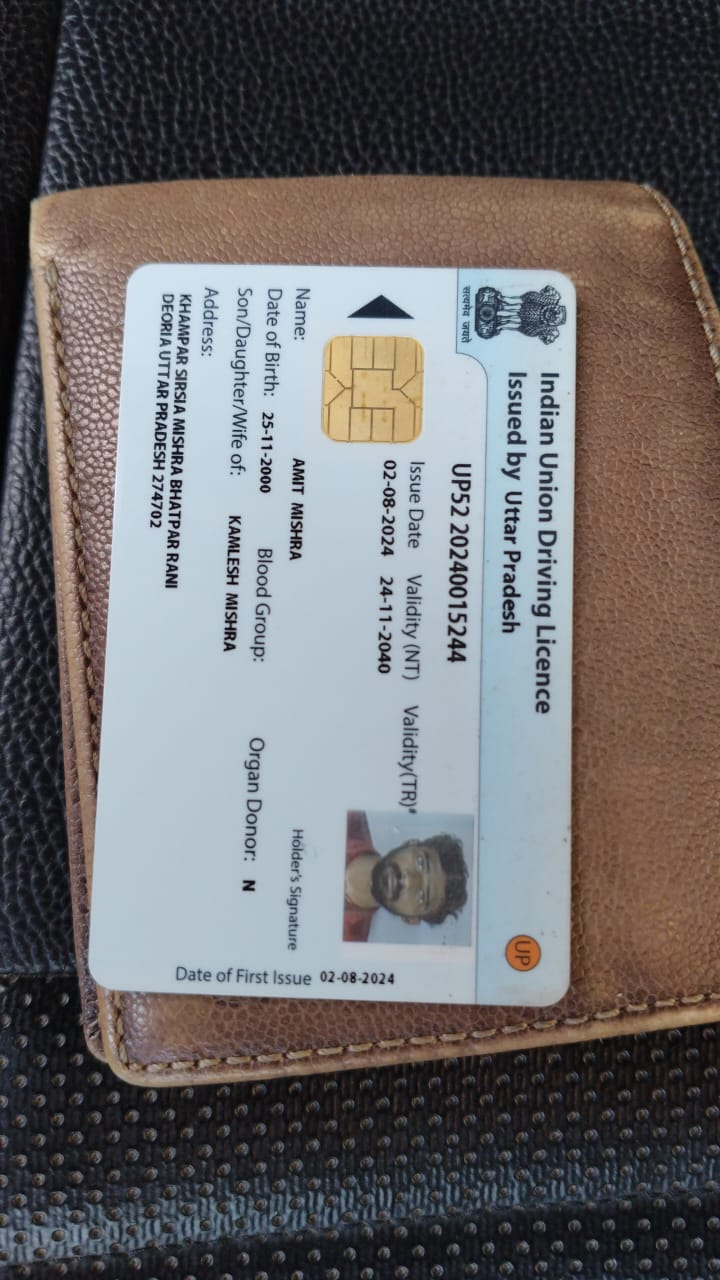 Indian Union Driving Licence
Issued by Uttar Pradesh
सत्यमेव जयते
UP
UP52 20240015244
Issue Date Validity (NT) Validity(TR)*
02-08-2024 24-11-2040
Holder's Signature
Name: AMIT MISHRA
Date of Birth: 25-11-2000 Blood Group: Organ Donor: N
Son/Daughter/Wife of: KAMLESH MISHRA
Address:
KHAMPAR SIRSIA MISHRA BHATPAR RANI
DEORIA UTTAR PRADESH 274702
Date of First Issue 02-08-2024